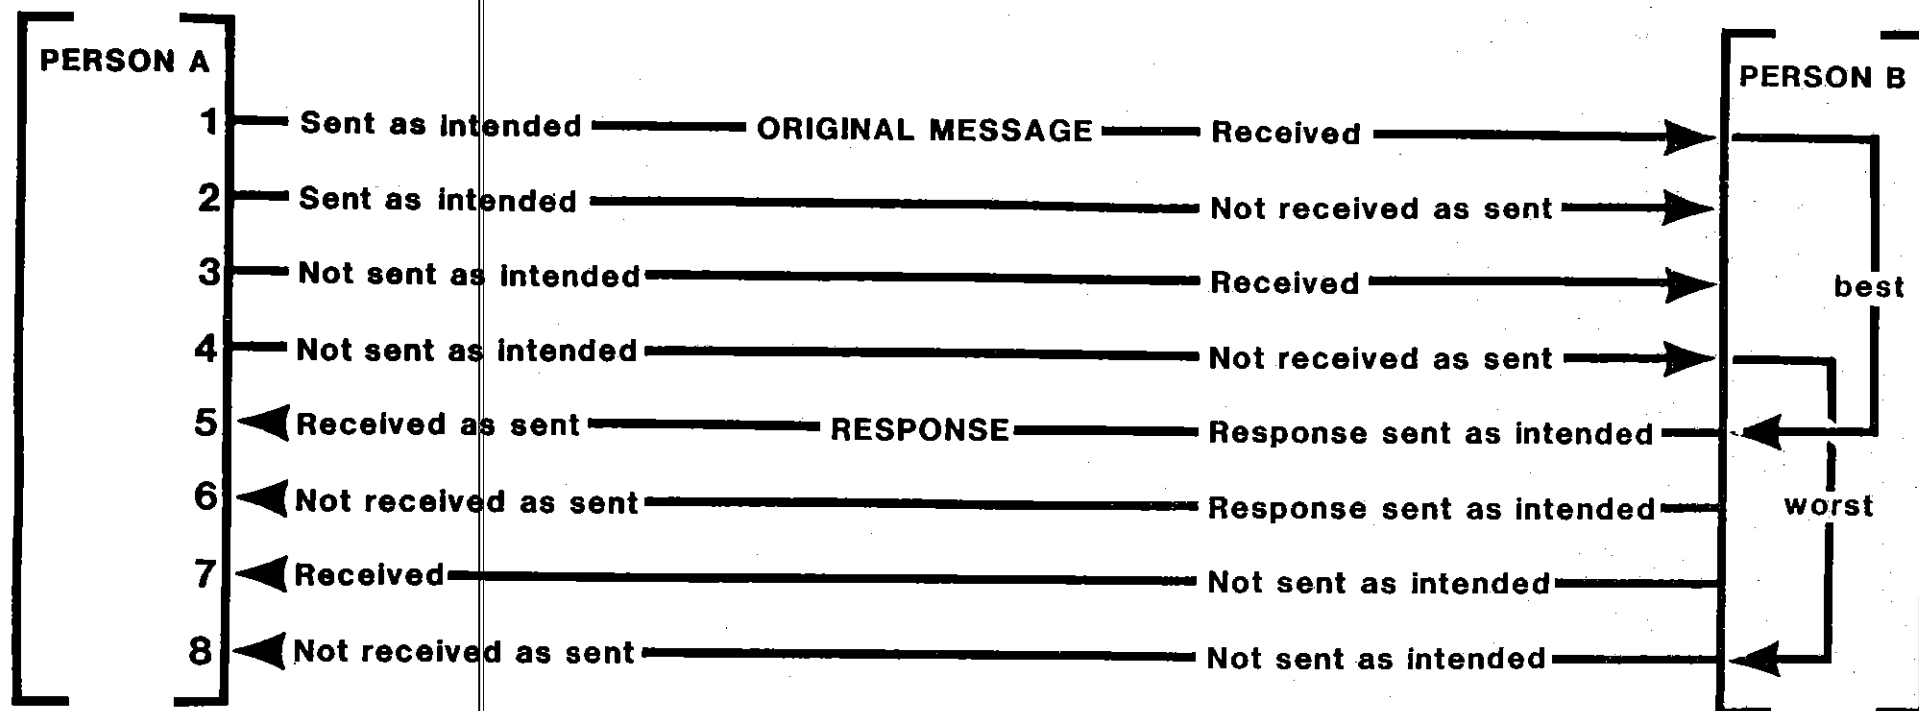 PERSON A
PERSON B
1 Sent as intended ORIGINAL MESSAGE Received
2 Sent as intended Not received as sent
3 Not sent as intended Received
best
4 Not sent as intended Not received as sent
5 Received as sent RESPONSE Response sent as intended
6 Not received as sent Response sent as intended
worst
7 Received Not sent as intended
8 Not received as sent Not sent as intended